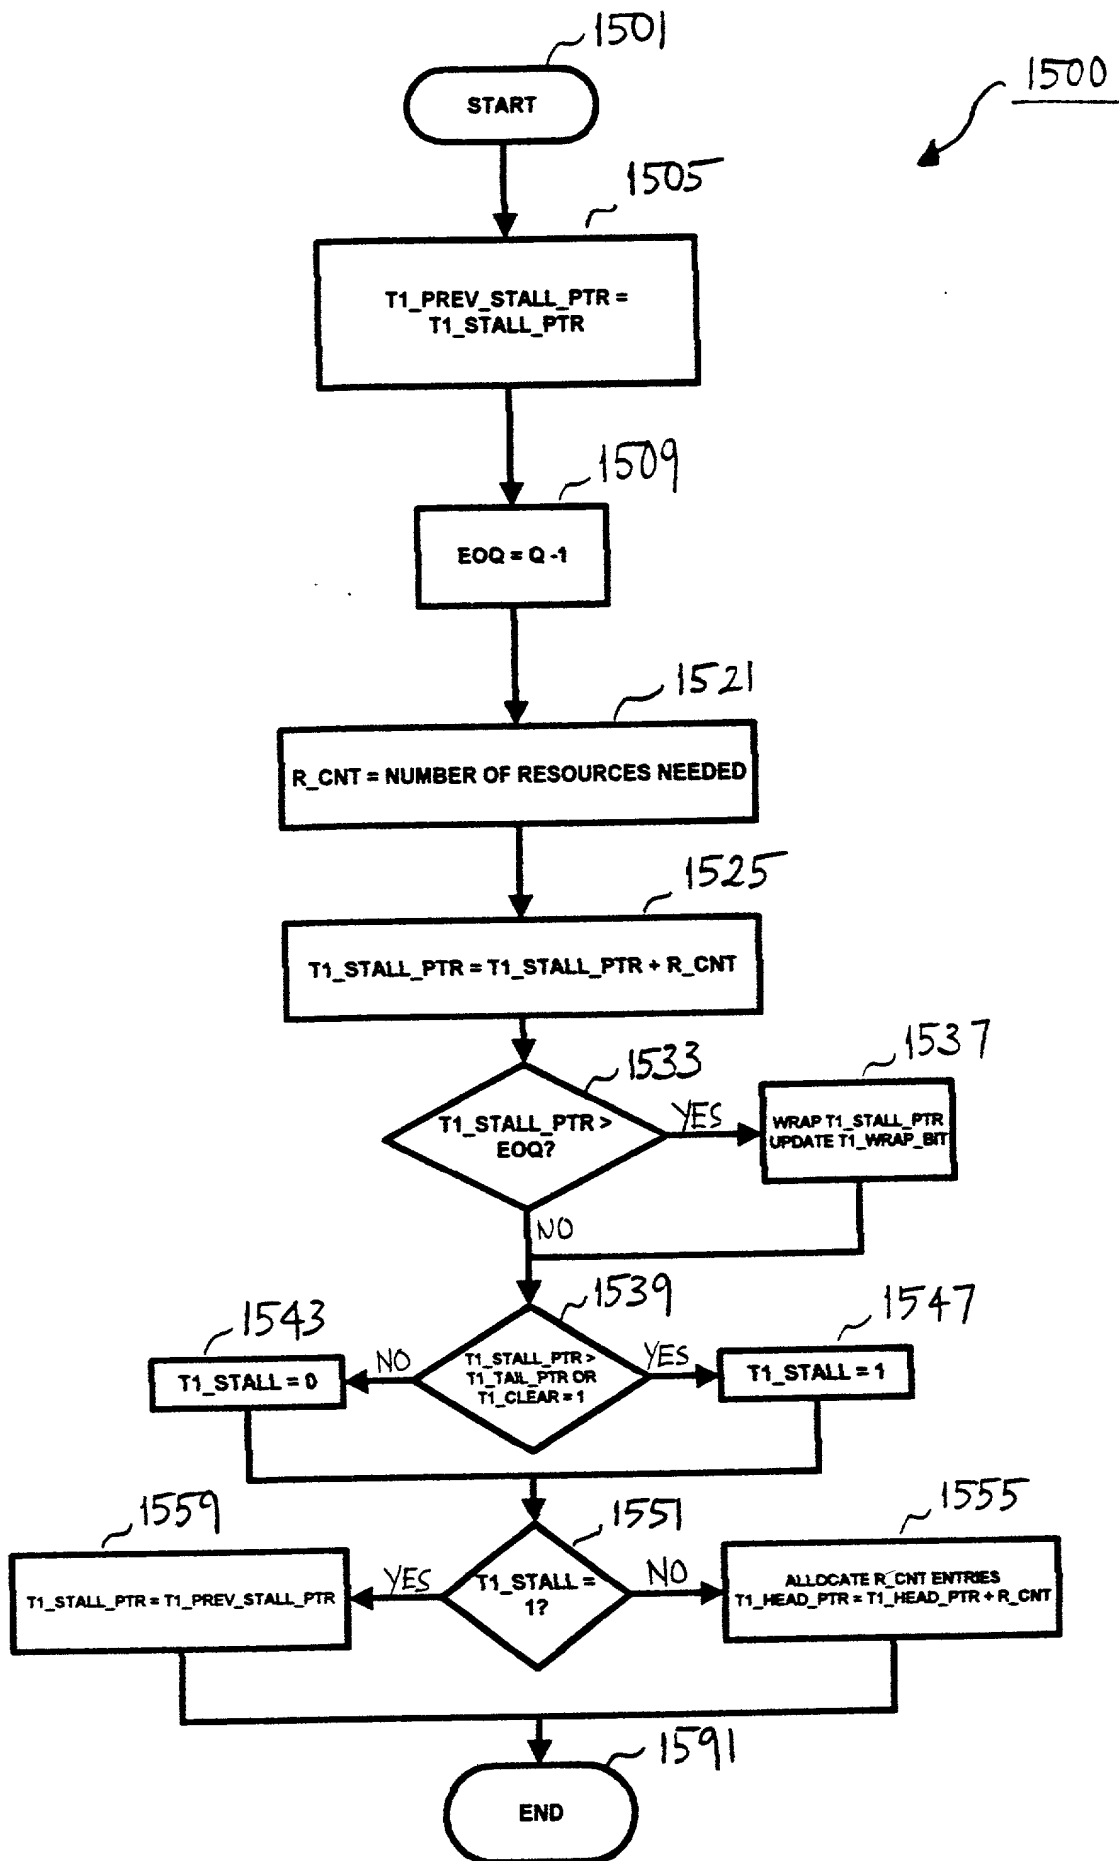 1501
START
1500
1505
T1_PREV_STALL_PTR =
T1_STALL_PTR
1509
EOQ = Q -1
1521
R_CNT = NUMBER OF RESOURCES NEEDED
1525
T1_STALL_PTR = T1_STALL_PTR + R_CNT
1533
T1_STALL_PTR >
EOQ?
YES
1537
WRAP T1_STALL_PTR
UPDATE T1_WRAP_BIT
NO
1539
T1_STALL_PTR >
T1_TAIL_PTR OR
T1_CLEAR = 1
1543
NO
T1_STALL = 0
YES
1547
T1_STALL = 1
1551
T1_STALL =
1?
1559
YES
T1_STALL_PTR = T1_PREV_STALL_PTR
NO
1555
ALLOCATE R_CNT ENTRIES
T1_HEAD_PTR = T1_HEAD_PTR + R_CNT
1591
END